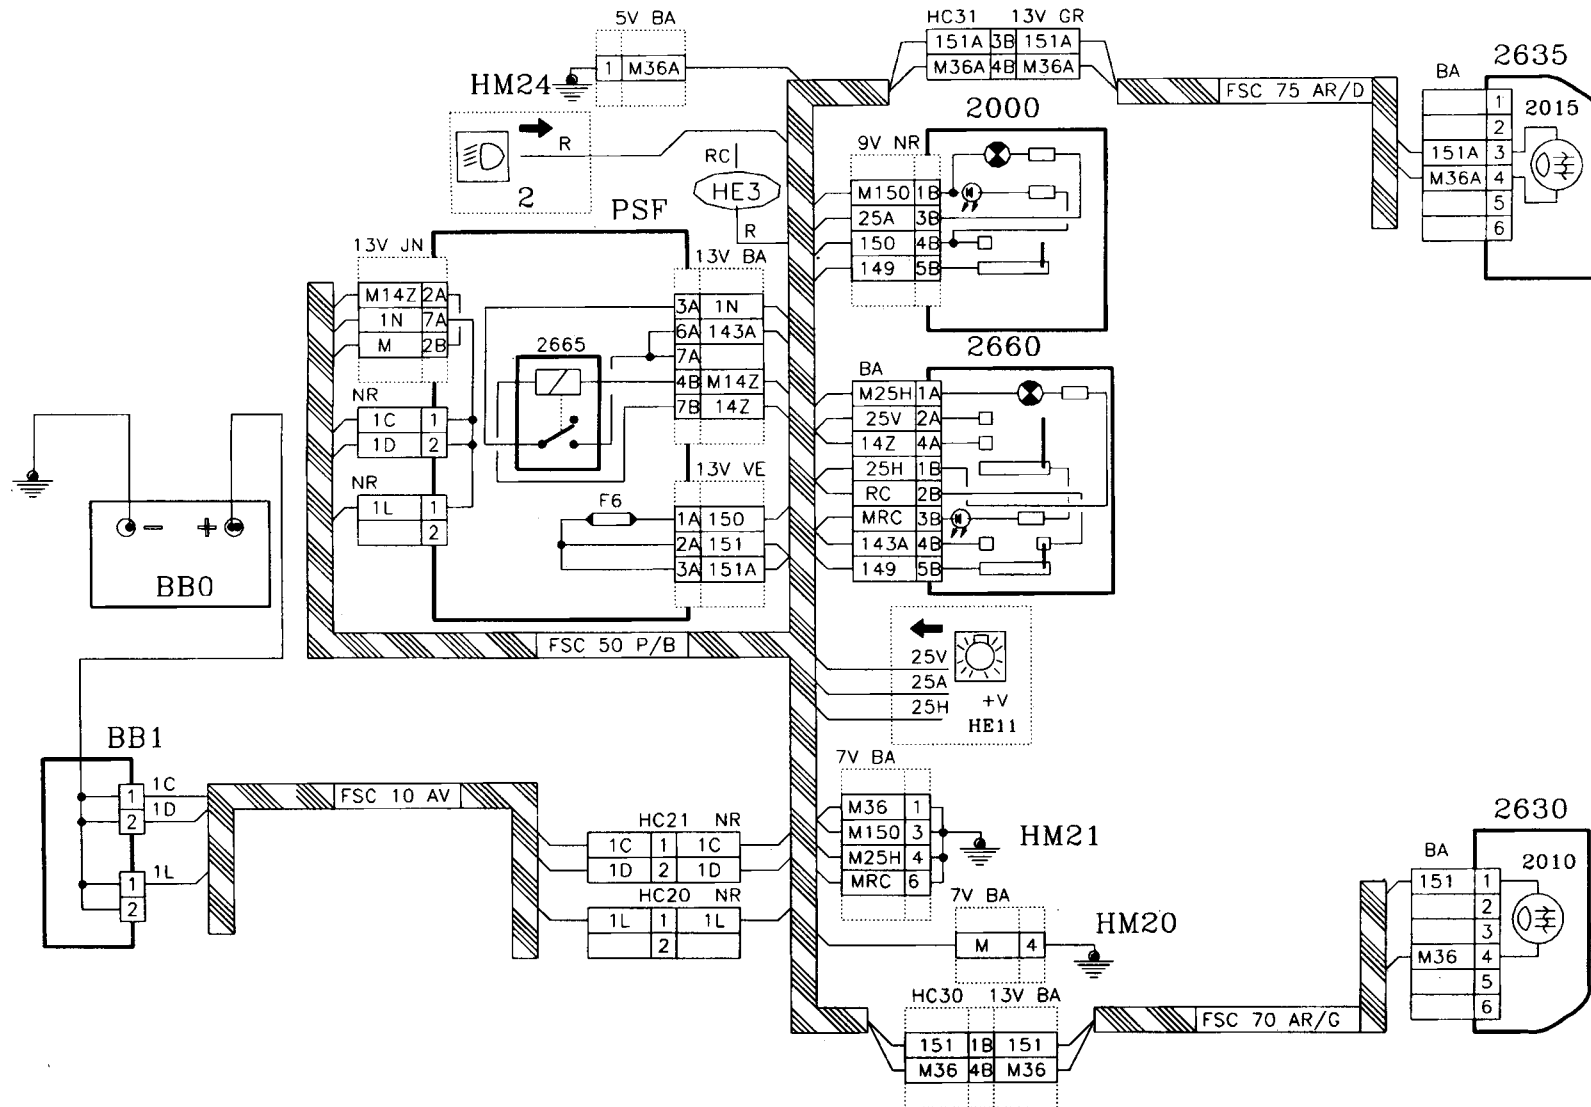 5V BA
1 M36A
HM24
R
2
RC
HE3
R
HC31 13V GR
151A 3B 151A
M36A 4B M36A
FSC 75 AR/D
2635
BA
2015
1
2
151A 3
M36A 4
5
6
2000
9V NR
M150 1B
25A 3B
150 4B
149 5B
PSF
13V JN
M14Z 2A
1N 7A
M 2B
NR
1C 1
1D 2
NR
1L 1
2
2665
13V BA
3A 1N
6A 143A
7A
4B M14Z
7B 14Z
13V VE
F6
1A 150
2A 151
3A 151A
2660
BA
M25H 1A
25V 2A
14Z 4A
25H 1B
RC 2B
MRC 3B
143A 4B
149 5B
- +
BB0
FSC 50 P/B
25V
25A
25H
+V
HE11
BB1
1 1C
2 1D
1 1L
2
FSC 10 AV
HC21 NR
1C 1 1C
1D 2 1D
HC20 NR
1L 1 1L
2
7V BA
M36 1
M150 3
M25H 4
MRC 6
HM21
7V BA
M 4
HM20
HC30 13V BA
151 1B 151
M36 4B M36
FSC 70 AR/G
2630
BA
2010
151 1
2
3
M36 4
5
6